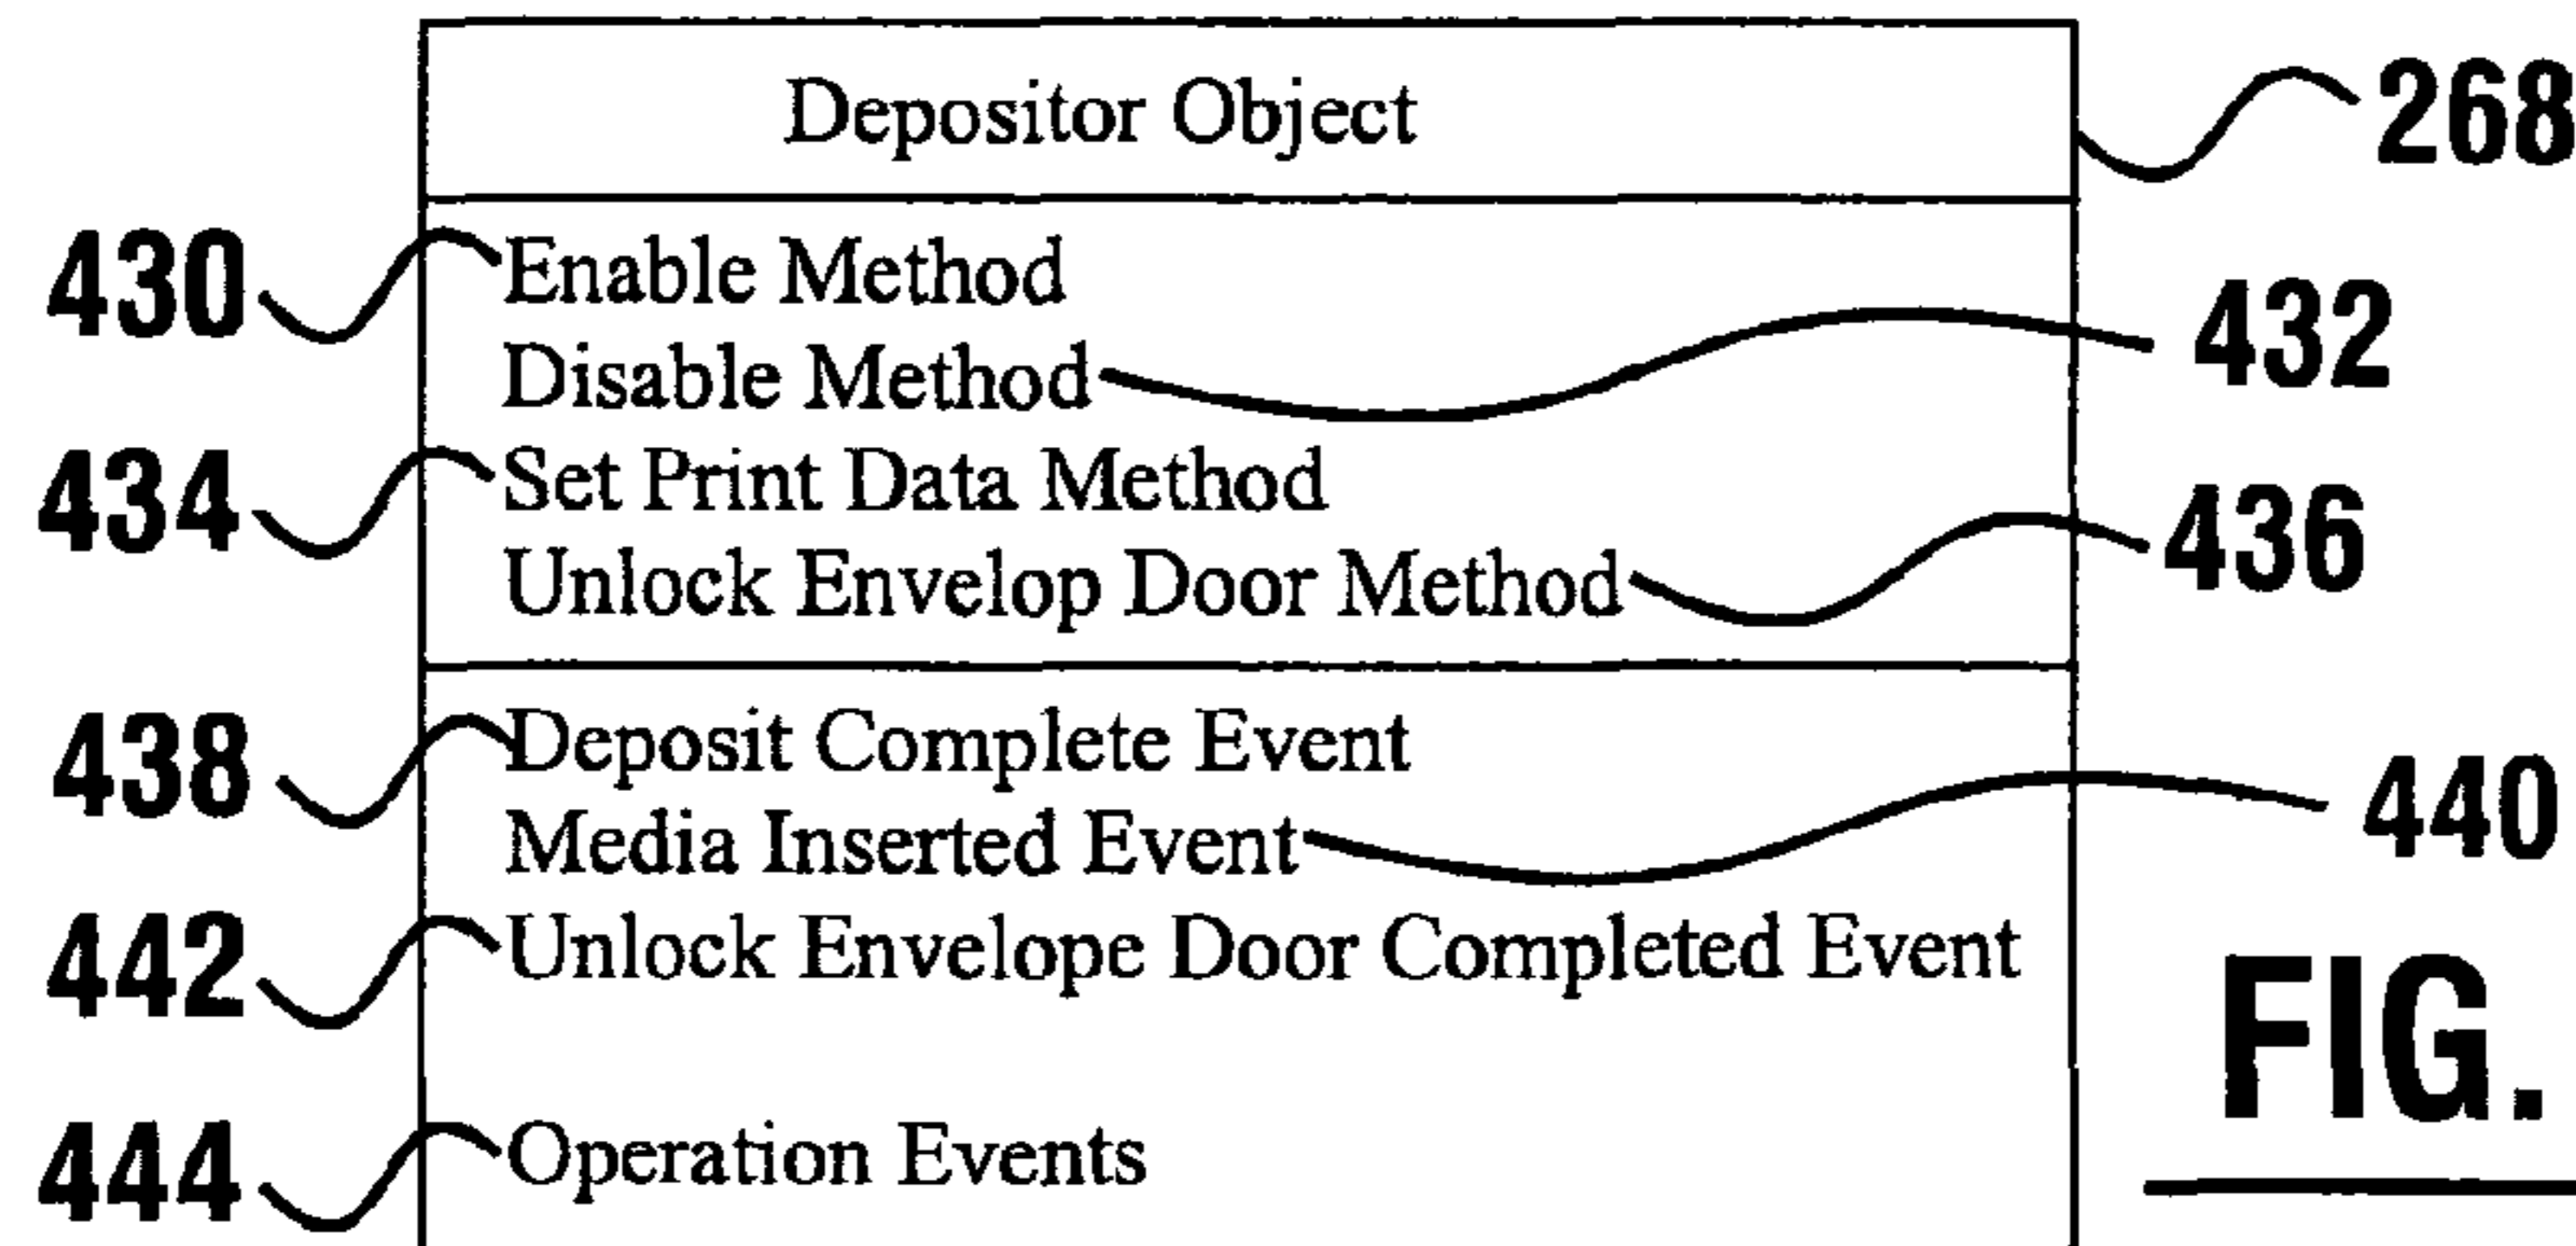 Depositor Object 268
430 Enable Method
Disable Method 432
434 Set Print Data Method
Unlock Envelop Door Method 436
438 Deposit Complete Event
Media Inserted Event 440
442 Unlock Envelope Door Completed Event
FIG.
444 Operation Events